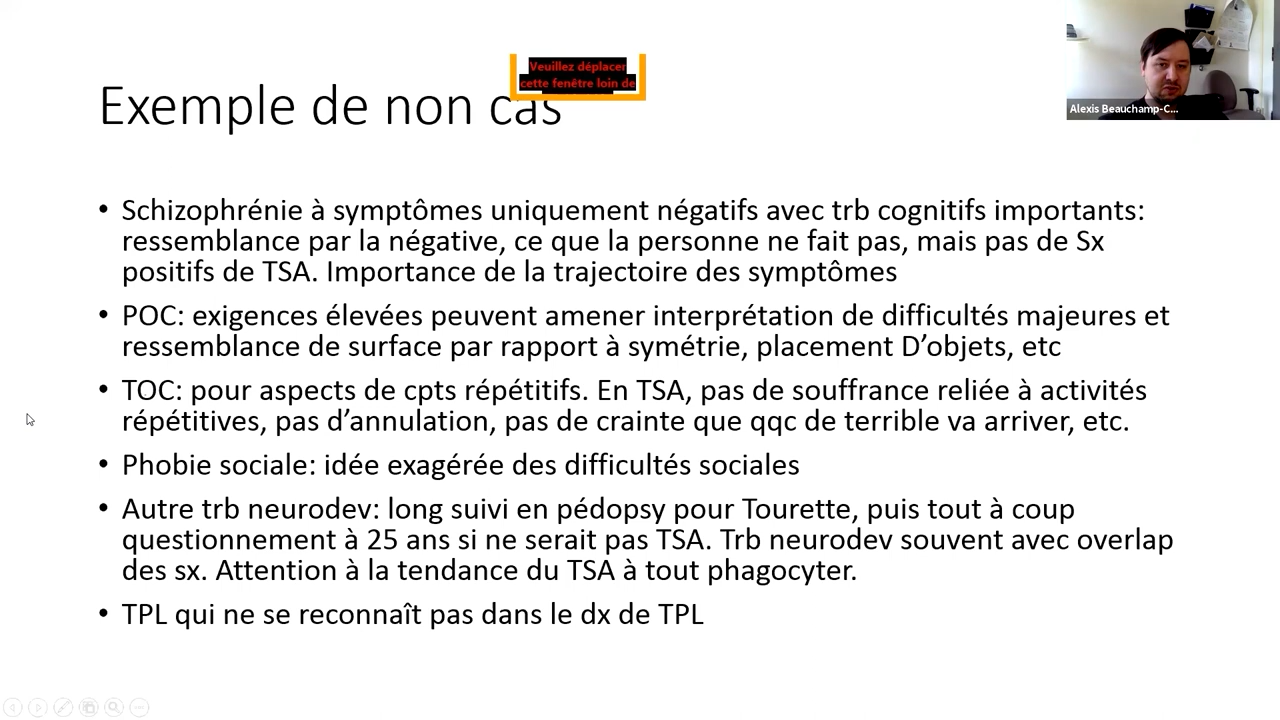 Veuillez déplacer
cette fenêtre loin de
Exemple de non cas
Alexis Beauchamp-C...
• Schizophrénie à symptômes uniquement négatifs avec trb cognitifs importants:
ressemblance par la négative, ce que la personne ne fait pas, mais pas de Sx
positifs de TSA. Importance de la trajectoire des symptômes
• POC: exigences élevées peuvent amener interprétation de difficultés majeures et
ressemblance de surface par rapport à symétrie, placement D’objets, etc
• TOC: pour aspects de cpts répétitifs. En TSA, pas de souffrance reliée à activités
répétitives, pas d’annulation, pas de crainte que qqc de terrible va arriver, etc.
• Phobie sociale: idée exagérée des difficultés sociales
• Autre trb neurodev: long suivi en pédopsy pour Tourette, puis tout à coup
questionnement à 25 ans si ne serait pas TSA. Trb neurodev souvent avec overlap
des sx. Attention à la tendance du TSA à tout phagocyter.
• TPL qui ne se reconnaît pas dans le dx de TPL